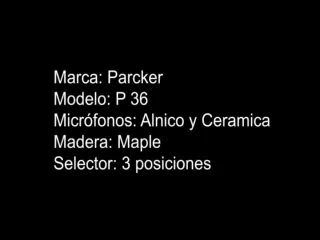 Marca: Parcker
Modelo: P 36
Micrófonos: Alnico y Ceramica
Madera: Maple
Selector: 3 posiciones